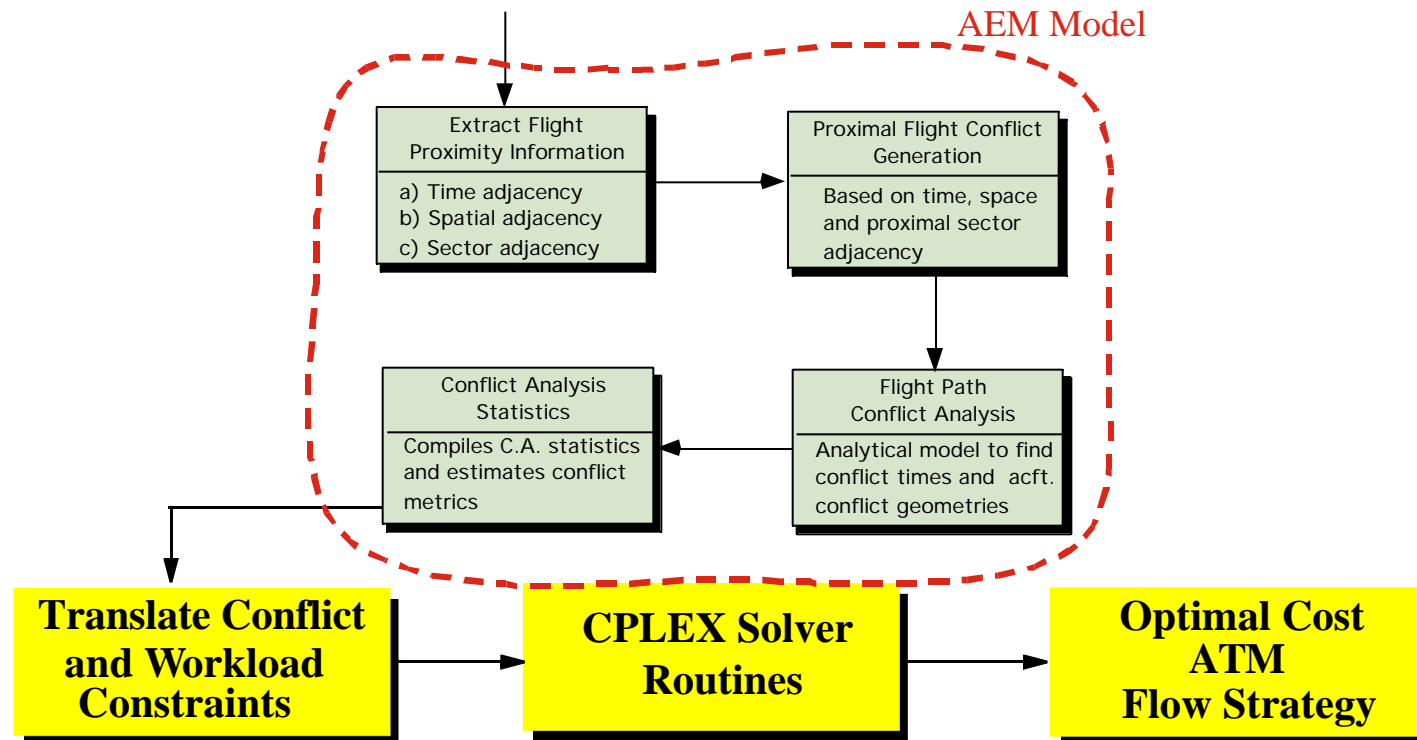 AEM Model
Extract Flight
Proximity Information
a) Time adjacency
b) Spatial adjacency
c) Sector adjacency
Proximal Flight Conflict
Generation
Based on time, space
and proximal sector
adjacency
Flight Path
Conflict Analysis
Analytical model to find
conflict times and acft.
conflict geometries
Conflict Analysis
Statistics
Compiles C.A. statistics
and estimates conflict
metrics
Translate Conflict
and Workload
Constraints
CPLEX Solver
Routines
Optimal Cost
ATM
Flow Strategy